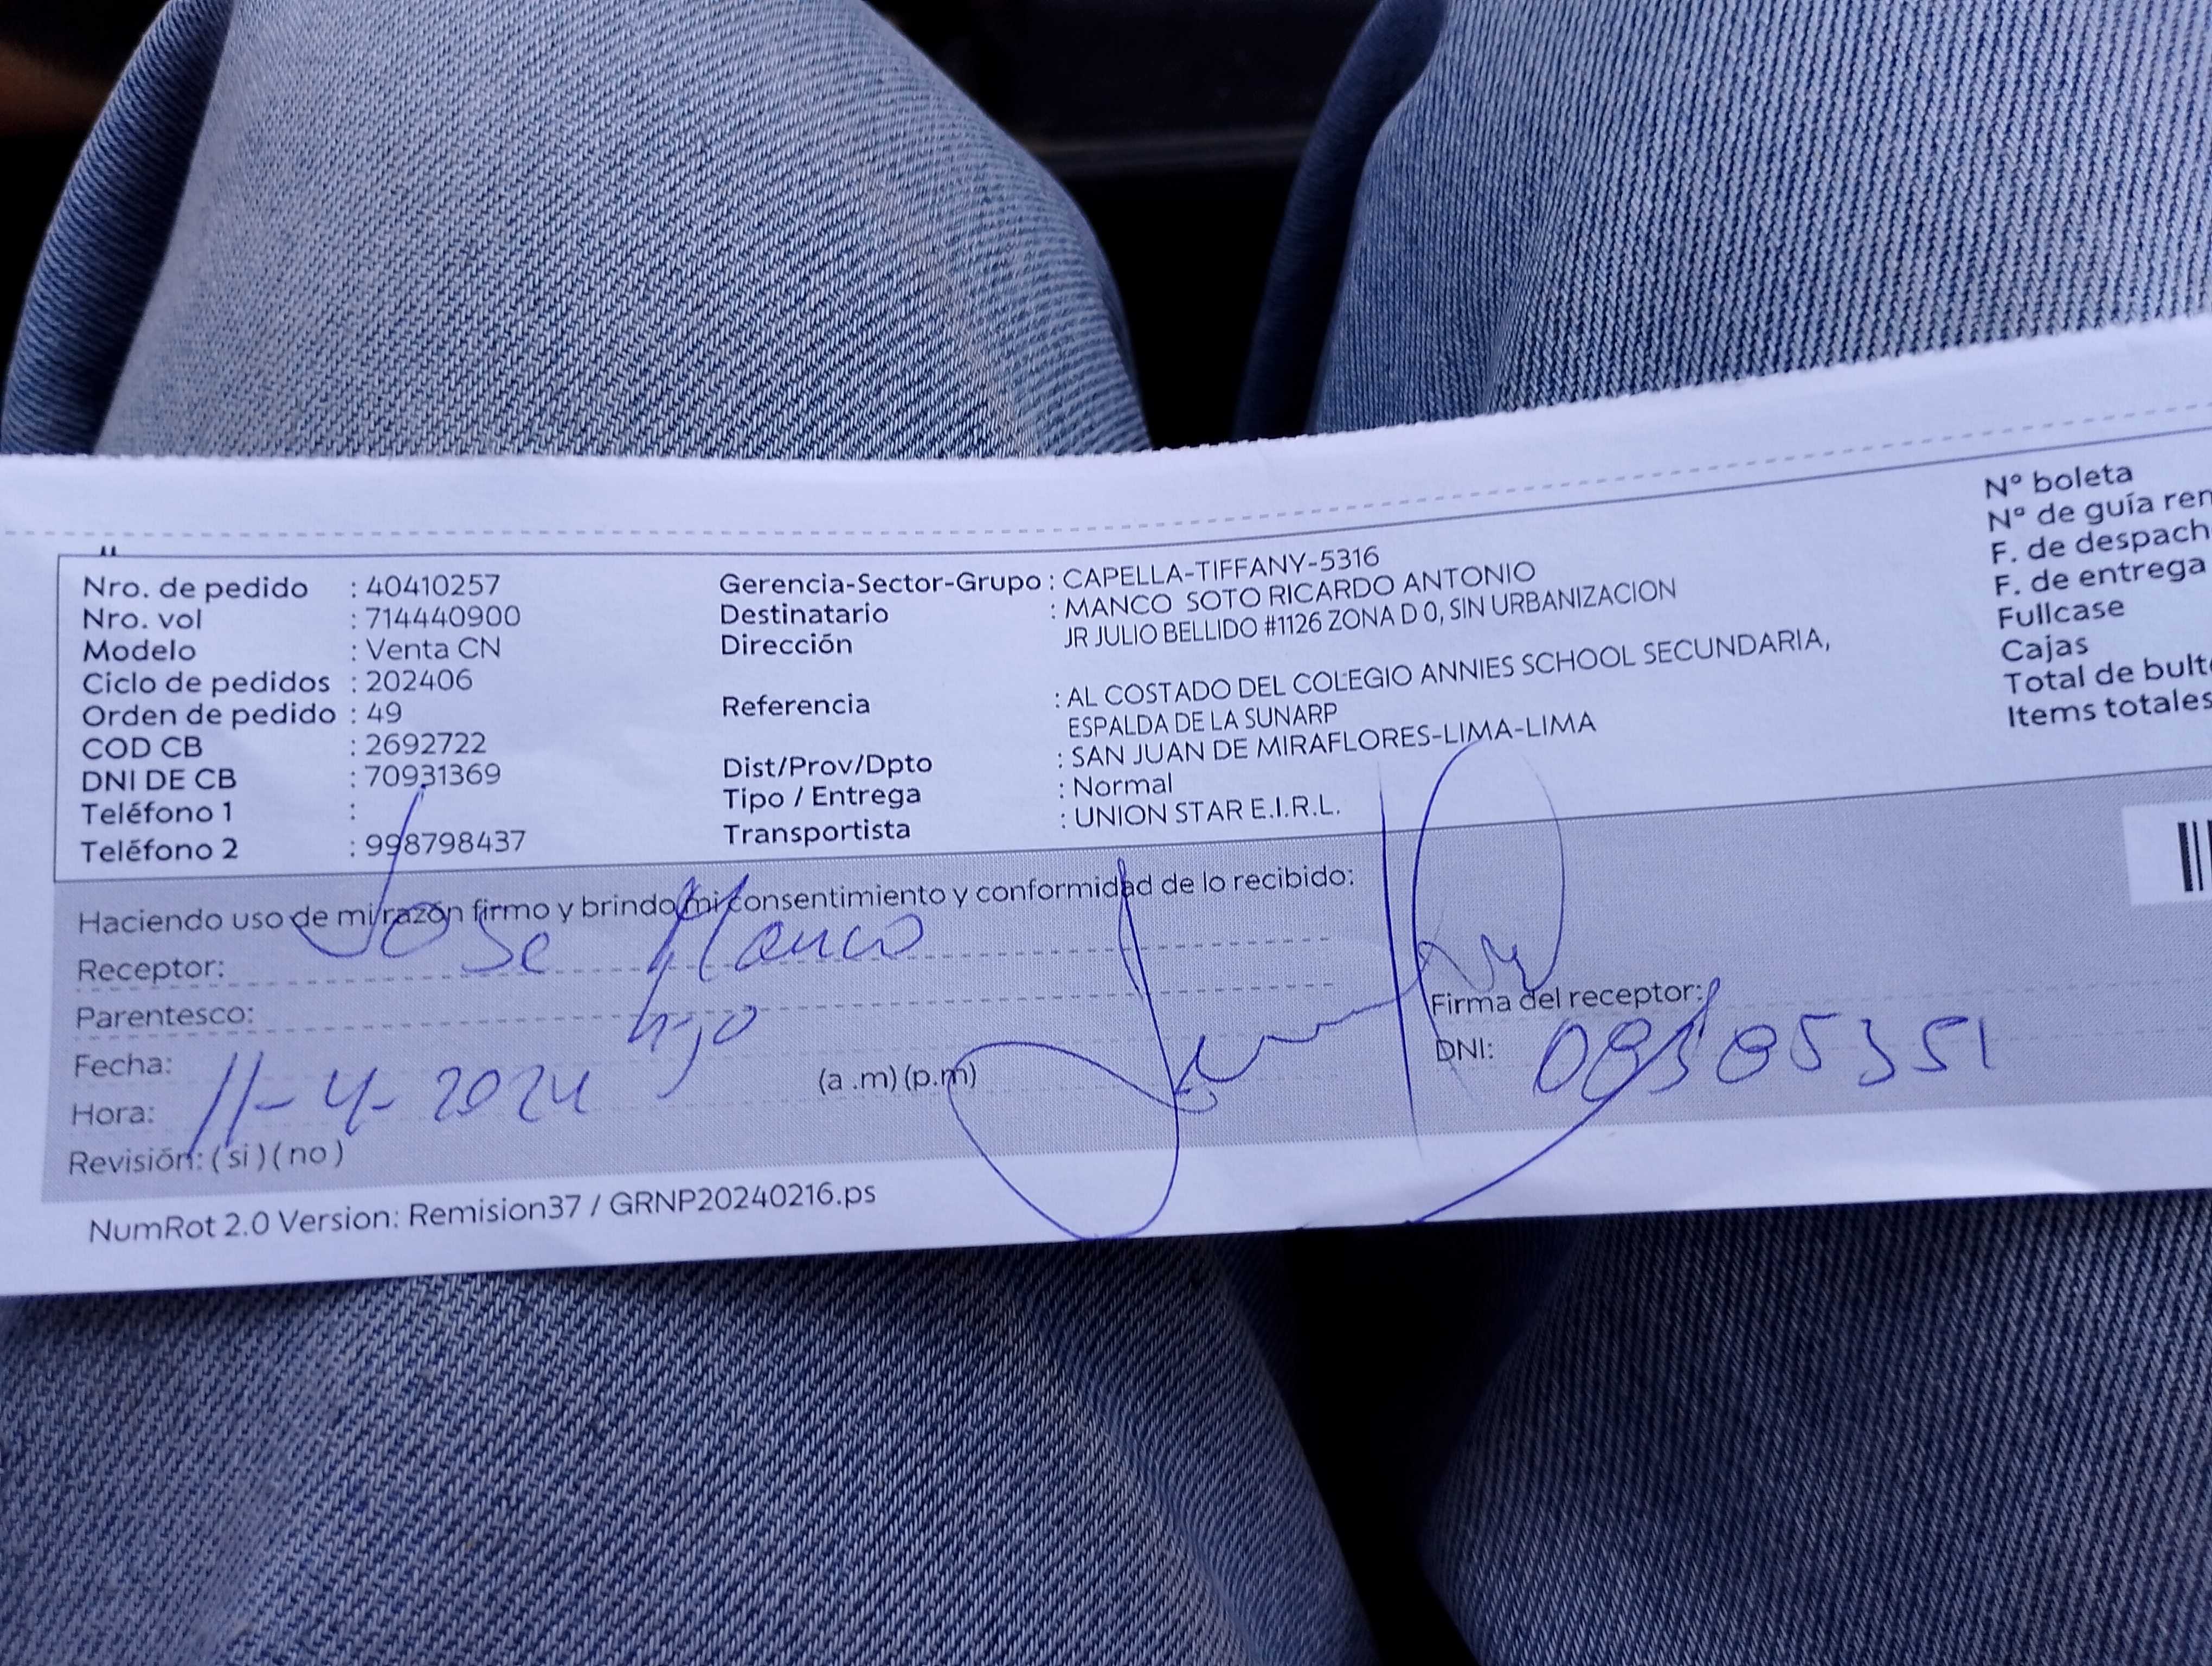 Nro. de pedido : 40410257
Nro. vol : 714440900
Modelo : Venta CN
Ciclo de pedidos : 202406
Orden de pedido : 49
COD CB : 2692722
DNI DE CB : 70931369
Teléfono 1 :
Teléfono 2 : 998798437
Gerencia-Sector-Grupo : CAPELLA-TIFFANY-5316
Destinatario : MANCO SOTO RICARDO ANTONIO
Dirección JR JULIO BELLIDO #1126 ZONA D 0, SIN URBANIZACION
Referencia : AL COSTADO DEL COLEGIO ANNIES SCHOOL SECUNDARIA,
ESPALDA DE LA SUNARP
Dist/Prov/Dpto : SAN JUAN DE MIRAFLORES-LIMA-LIMA
Tipo / Entrega : Normal
Transportista : UNION STAR E.I.R.L.
N° boleta
N° de guía
F. de
F. de entrega
Fullcase
Cajas
Total de
Items totales
Haciendo uso de mi razón firmo y brindo mi consentimiento y conformidad de lo recibido:
Receptor: Jose Manco
Parentesco: hijo
Fecha: 11-4-2024
Hora: (a .m) (p.m)
Revisión: ( si ) ( no )
Firma del receptor:
DNI:
NumRot 2.0 Version: Remision37 / GRNP20240216.ps